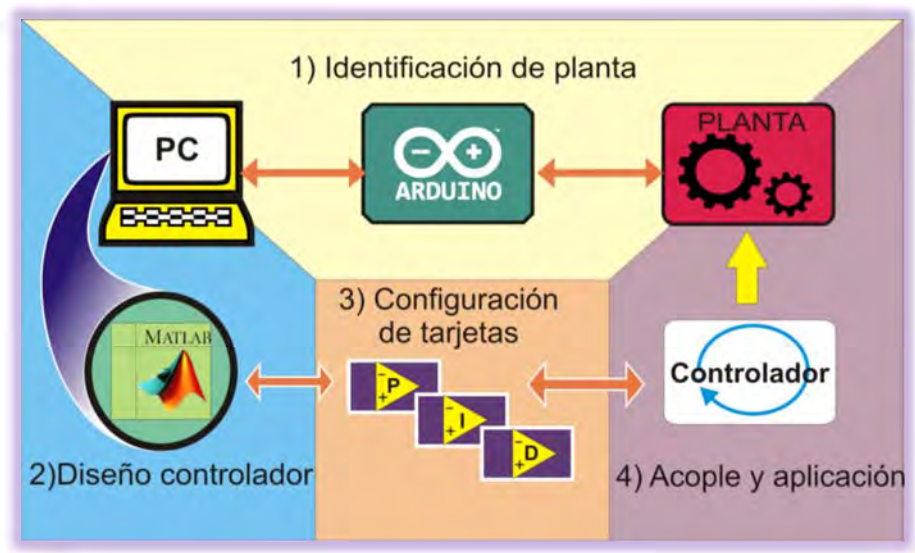 1) Identificación de planta
PC
ARDUINO
PLANTA
MATLAB
2)Diseño controlador
3) Configuración
de tarjetas
P
I
D
Controlador
4) Acople y aplicación